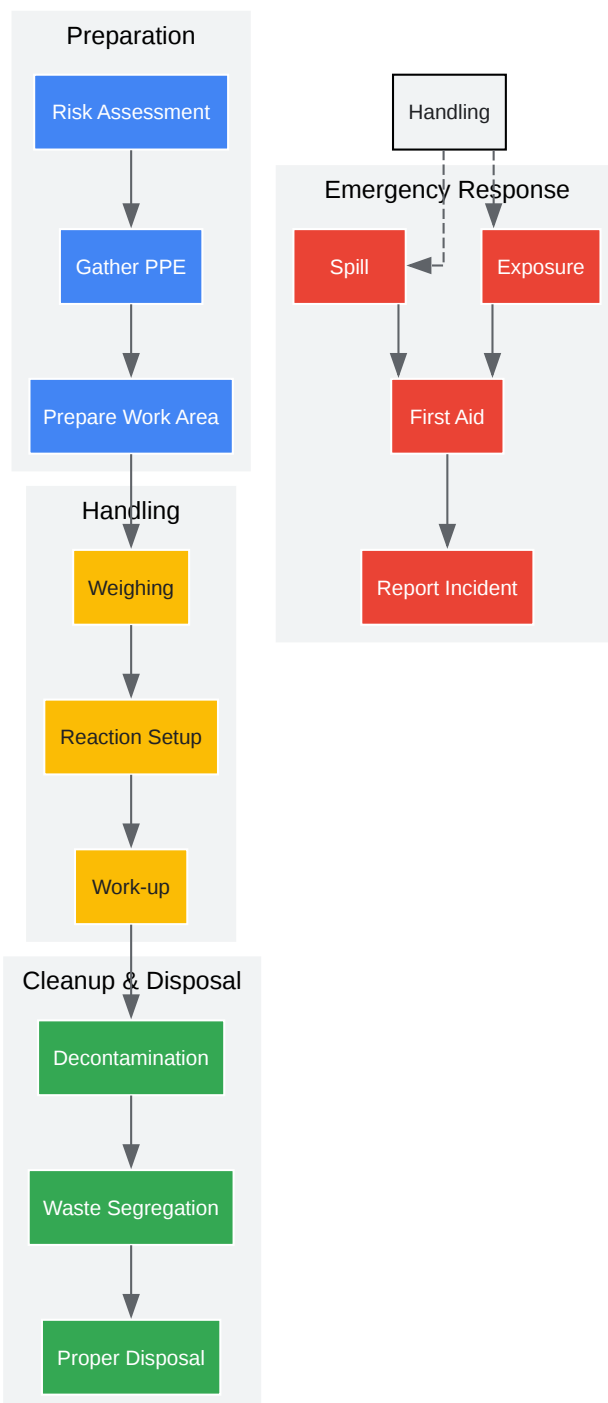 Preparation
Risk Assessment
Gather PPE
Prepare Work Area
Handling
Weighing
Reaction Setup
Work-up
Cleanup & Disposal
Decontamination
Waste Segregation
Proper Disposal
Handling
Emergency Response
Spill
Exposure
First Aid
Report Incident